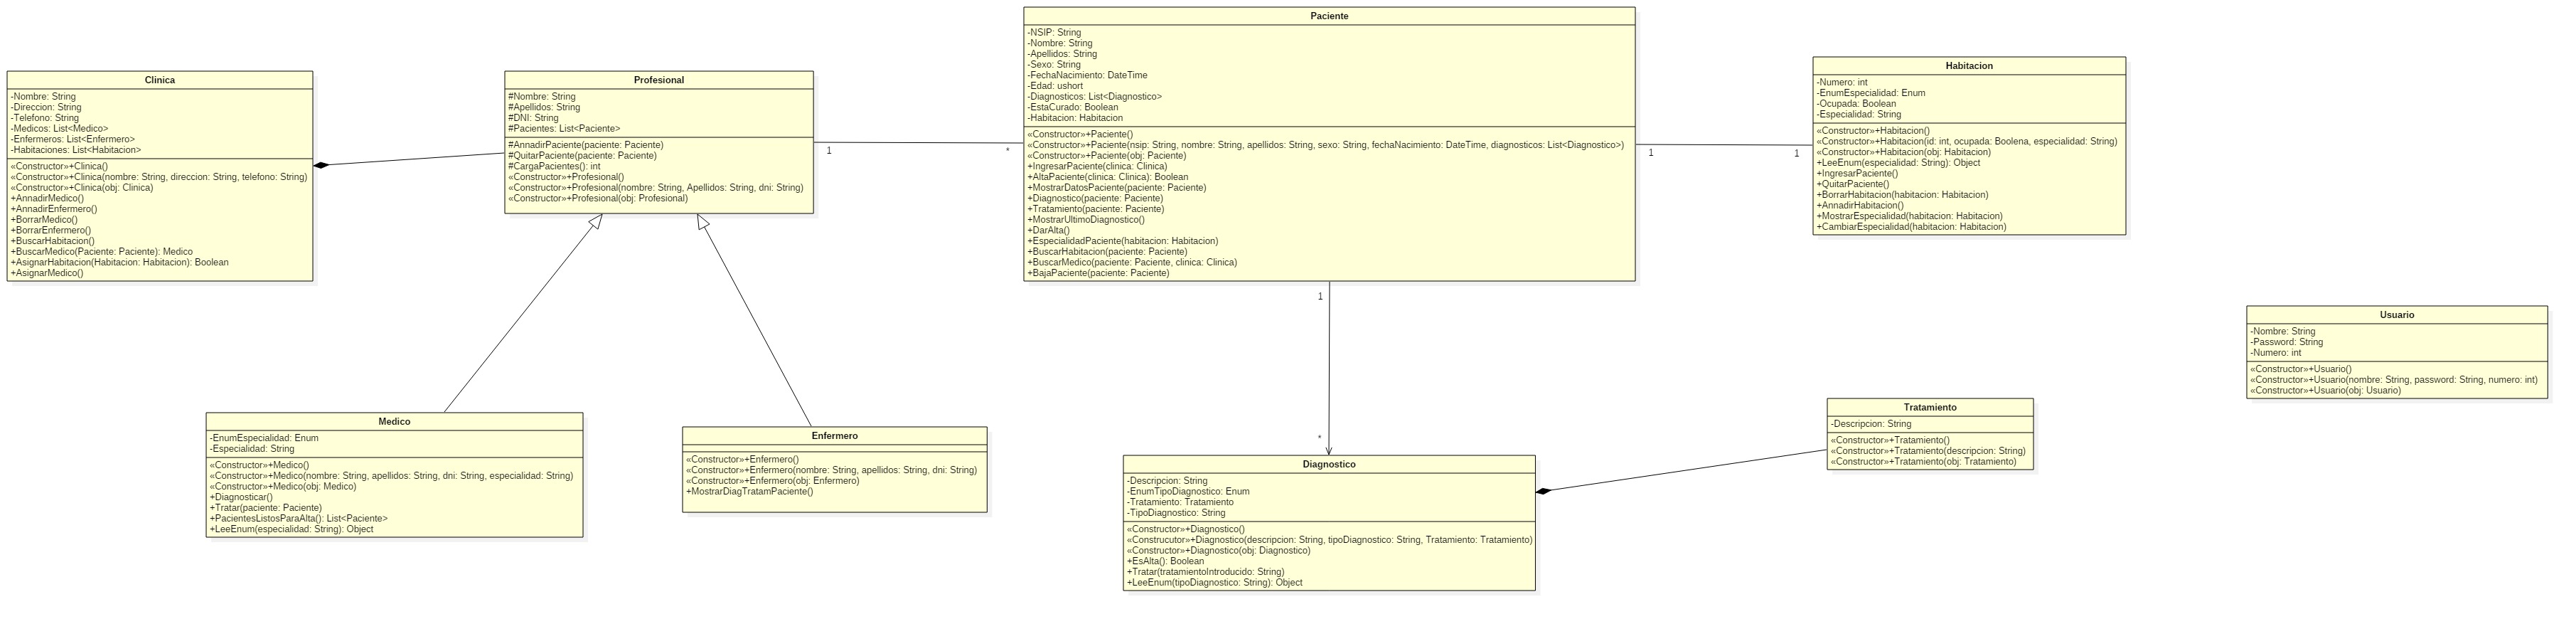 Clinica
-Nombre: String
-Direccion: String
-Telefono: String
-Medicos: List<Medico>
-Enfermeros: List<Enfermero>
-Habitaciones: List<Habitacion>
«Constructor»+Clinica()
«Constructor»+Clinica(nombre: String, direccion: String, telefono: String)
«Constructor»+Clinica(obj: Clinica)
+AnnadirMedico()
+AnnadirEnfermero()
+BorrarMedico()
+BorrarEnfermero()
+BuscarHabitacion()
+BuscarMedico(Paciente: Paciente): Medico
+AsignarHabitacion(Habitacion: Habitacion): Boolean
+AsignarMedico()
Profesional
#Nombre: String
#Apellidos: String
#DNI: String
#Pacientes: List<Paciente>
#AnnadirPaciente(paciente: Paciente)
#QuitarPaciente(paciente: Paciente)
#CargaPacientes(): int
«Constructor»+Profesional()
«Constructor»+Profesional(nombre: String, Apellidos: String, dni: String)
«Constructor»+Profesional(obj: Profesional)
1
*
Paciente
-NSIP: String
-Nombre: String
-Apellidos: String
-Sexo: String
-FechaNacimiento: DateTime
-Edad: ushort
-Diagnosticos: List<Diagnostico>
-EstaCurado: Boolean
-Habitacion: Habitacion
«Constructor»+Paciente()
«Constructor»+Paciente(nsip: String, nombre: String, apellidos: String, sexo: String, fechaNacimiento: DateTime, diagnosticos: List<Diagnostico>)
«Constructor»+Paciente(obj: Paciente)
+IngresarPaciente(clinica: Clinica)
+AltaPaciente(clinica: Clinica): Boolean
+MostrarDatosPaciente(paciente: Paciente)
+Diagnostico(paciente: Paciente)
+Tratamiento(paciente: Paciente)
+MostrarUltimoDiagnostico()
+DarAlta()
+EspecialidadPaciente(habitacion: Habitacion)
+BuscarHabitacion(paciente: Paciente)
+BuscarMedico(paciente: Paciente, clinica: Clinica)
+BajaPaciente(paciente: Paciente)
1
1
Habitacion
-Numero: int
-EnumEspecialidad: Enum
-Ocupada: Boolean
-Especialidad: String
«Constructor»+Habitacion()
«Constructor»+Habitacion(id: int, ocupada: Boolena, especialidad: String)
«Constructor»+Habitacion(obj: Habitacion)
+LeeEnum(especialidad: String): Object
+IngresarPaciente()
+QuitarPaciente()
+BorrarHabitacion(habitacion: Habitacion)
+AnnadirHabitacion()
+MostrarEspecialidad(habitacion: Habitacion)
+CambiarEspecialidad(habitacion: Habitacion)
1
*
Usuario
-Nombre: String
-Password: String
-Numero: int
«Constructor»+Usuario()
«Constructor»+Usuario(nombre: String, password: String, numero: int)
«Constructor»+Usuario(obj: Usuario)
Medico
-EnumEspecialidad: Enum
-Especialidad: String
«Constructor»+Medico()
«Constructor»+Medico(nombre: String, apellidos: String, dni: String, especialidad: String)
«Constructor»+Medico(obj: Medico)
+Diagnosticar()
+Tratar(paciente: Paciente)
+PacientesListosParaAlta(): List<Paciente>
+LeeEnum(especialidad: String): Object
Enfermero
«Constructor»+Enfermero()
«Constructor»+Enfermero(nombre: String, apellidos: String, dni: String)
«Constructor»+Enfermero(obj: Enfermero)
+MostrarDiagTratamPaciente()
Diagnostico
-Descripcion: String
-EnumTipoDiagnostico: Enum
-Tratamiento: Tratamiento
-TipoDiagnostico: String
«Constructor»+Diagnostico()
«Construcutor»+Diagnostico(descripcion: String, tipoDiagnostico: String, Tratamiento: Tratamiento)
«Constructor»+Diagnostico(obj: Diagnostico)
+EsAlta(): Boolean
+Tratar(tratamientoIntroducido: String)
+LeeEnum(tipoDiagnostico: String): Object
Tratamiento
-Descripcion: String
«Constructor»+Tratamiento()
«Constructor»+Tratamiento(descripcion: String)
«Constructor»+Tratamiento(obj: Tratamiento)